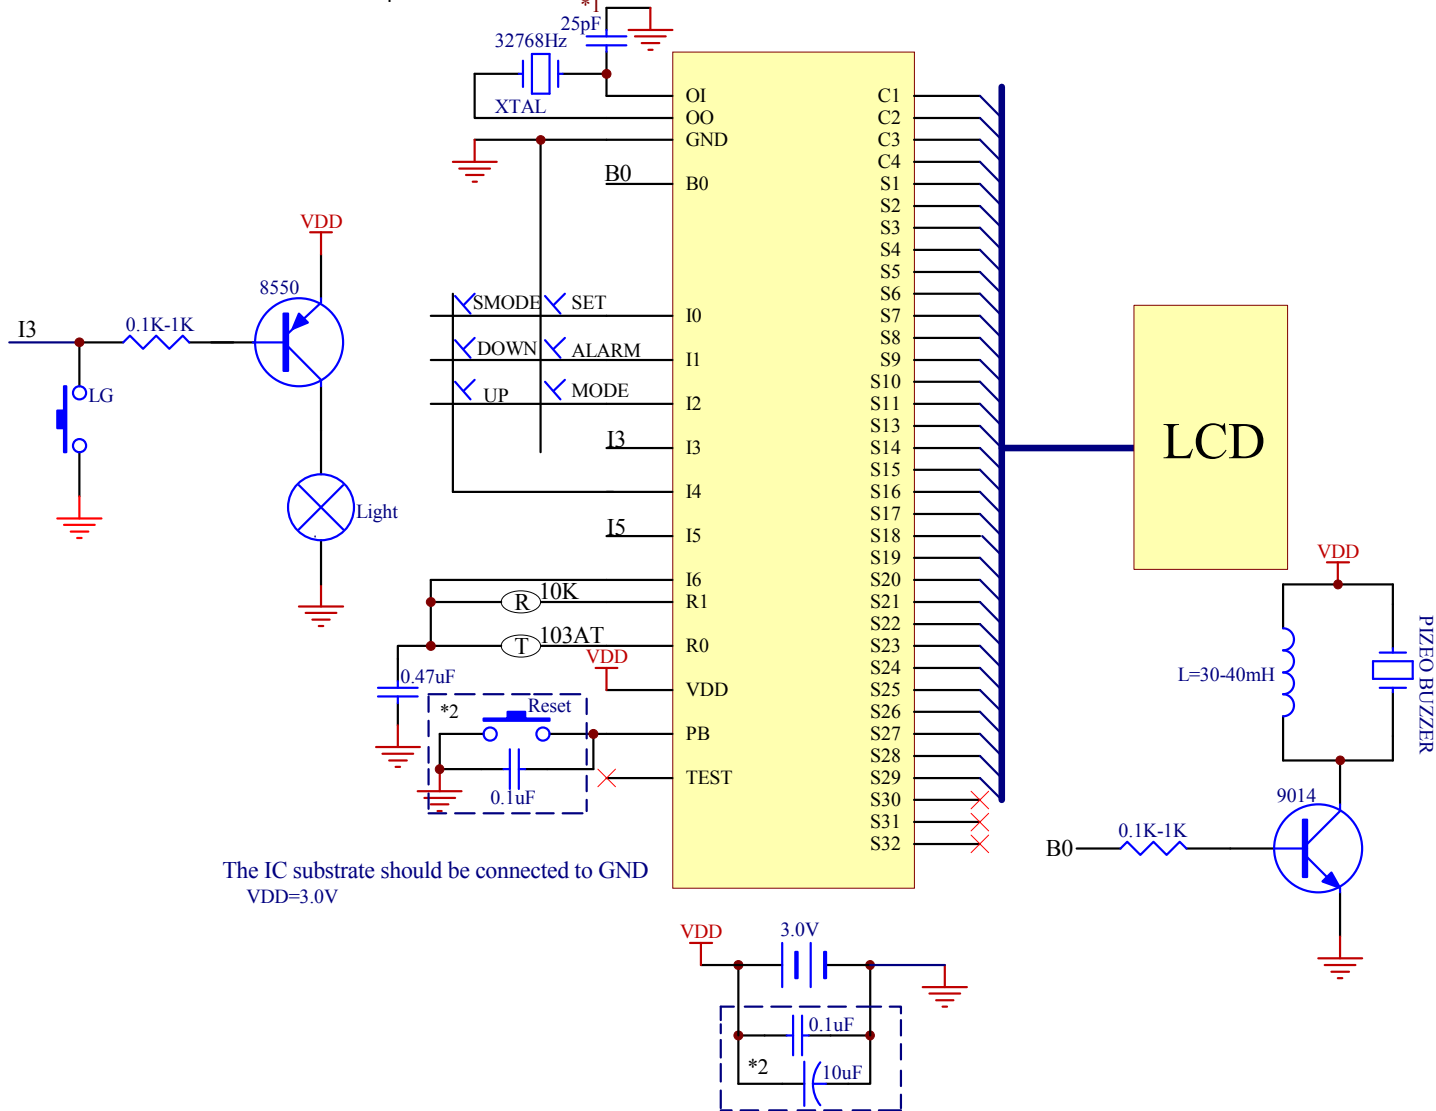 *1
25pF
32768Hz
XTAL
OI
OO
GND
B0
B0
I0
I1
I2
I3
I3
I4
I5
I5
I6
R1
R0
VDD
PB
TEST
C1
C2
C3
C4
S1
S2
S3
S4
S5
S6
S7
S8
S9
S10
S11
S13
S14
S15
S16
S17
S18
S19
S20
S21
S22
S23
S24
S25
S26
S27
S28
S29
S30
S31
S32
SMODE
SET
DOWN
ALARM
UP
MODE
VDD
8550
I3
0.1K-1K
LG
Light
R
10K
T
103AT
VDD
0.47uF
*2
Reset
0.1uF
LCD
VDD
L=30-40mH
PIZEO BUZZER
9014
B0
0.1K-1K
The IC substrate should be connected to GND
VDD=3.0V
VDD
3.0V
0.1uF
*2
10uF